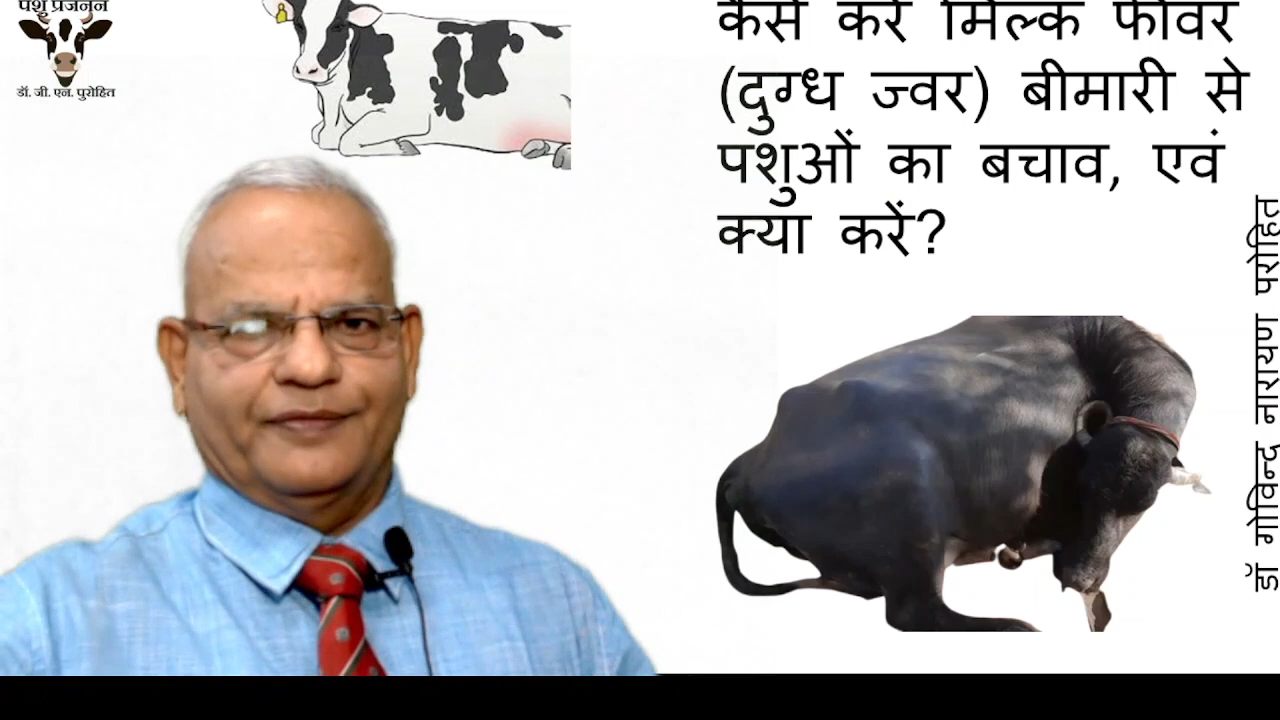 पशु प्रजनन
डॉ. जी. एन. पुरोहित
कैसे करें मिल्क फीवर
(दुग्ध ज्वर) बीमारी से
पशुओं का बचाव, एवं
क्या करें?
डॉ गोविन्द नारायण पुरोहित